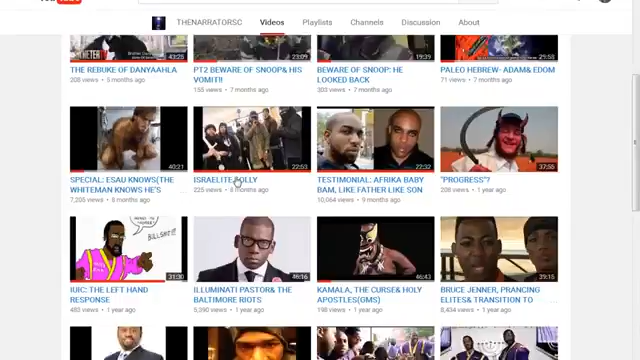 THENARRATORSC Videos Playlists Channels Discussion About
43:25
58:09
19:39
29:58
THE REBUKE OF DANYAAHLA
208 views • 5 months ago
PT2 BEWARE OF SNOOP& HIS
VOMIT!!
155 views • 7 months ago
BEWARE OF SNOOP: HE
LOOKED BACK
303 views • 7 months ago
PALEO HEBREW- ADAM& EDOM
71 views • 7 months ago
40:21
22:53
22:32
37:55
SPECIAL: ESAU KNOWS(THE
WHITEMAN KNOWS HE'S
7,205 views • 8 months ago
225 views • 8 months ago
TESTIMONIAL: AFRIKA BABY
BAM, LIKE FATHER LIKE SON
10,064 views • 9 months ago
"PROGRESS"?
208 views • 1 year ago
31:30
46:43
39:15
IUIC: THE LEFT HAND
RESPONSE
483 views • 1 year ago
ILLUMINATI PASTOR& THE
BALTIMORE RIOTS
5,390 views • 1 year ago
KAMALA, THE CURSE& HOLY
APOSTLES(GMS)
198 views • 1 year ago
BRUCE JENNER, PRANCING
ELITES& TRANSITION TO
8,434 views • 1 year ago